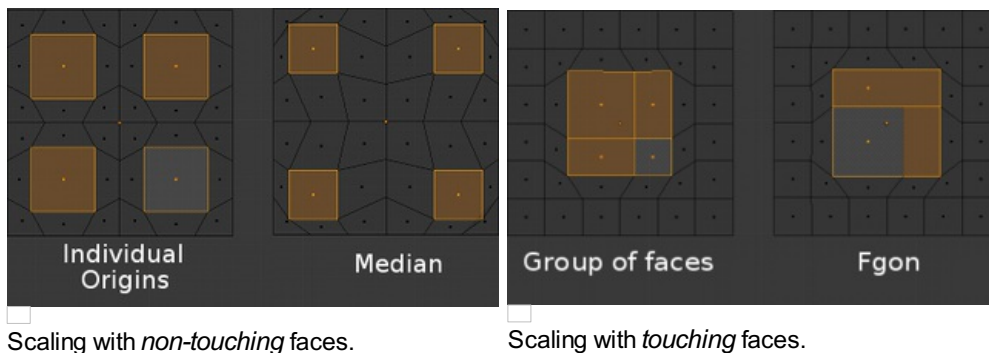 Individual
Origins
Median
Group of faces
Fgon
Scaling with non-touching faces.
Scaling with touching faces.